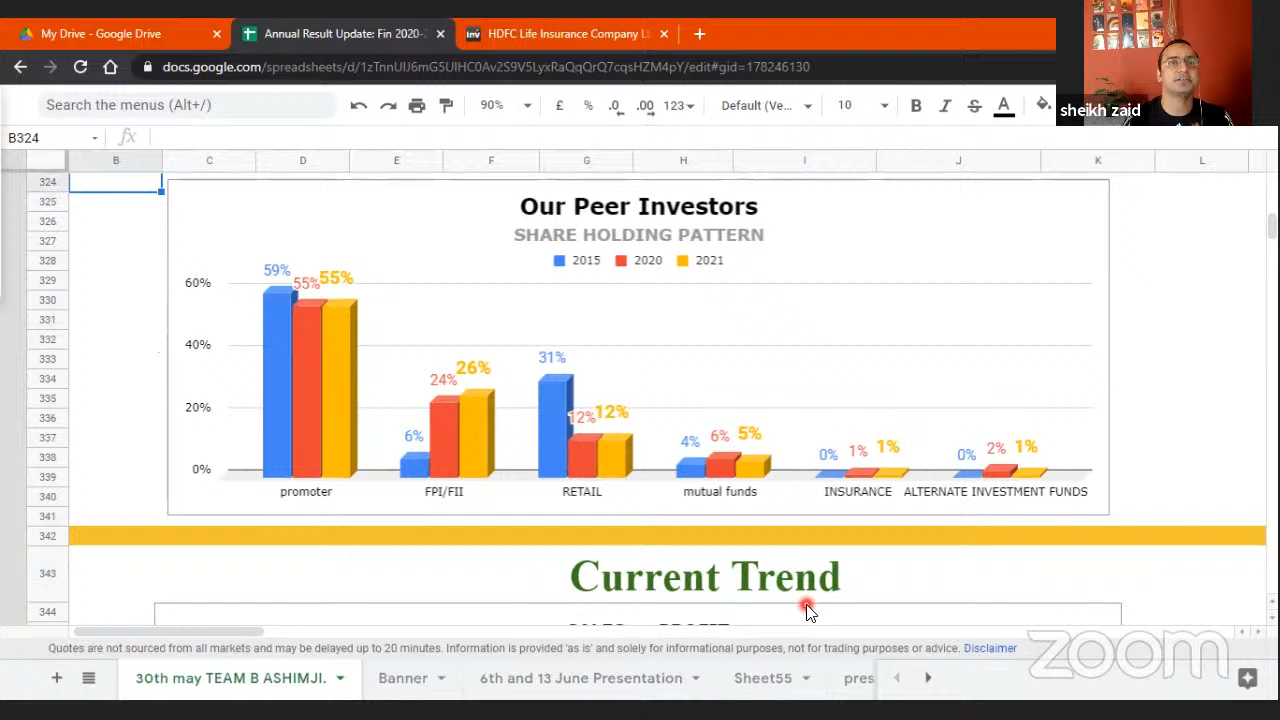 My Drive - Google Drive
Annual Result Update: Fin 2020-
HDFC Life Insurance Company L
docs.google.com/spreadsheets/d/1zTnnUIJ6mG5UIHC0Av2S9V5LyxRaQqQrQ7cqsHZM4pY/edit#gid=178246130
sheikh zaid
Search the menus (Alt+/)
90%
£
%
.0
.00
123
Default (Ve...
10
B
I
S
A
B324
fx
B C D E F G H I J K L
324
325
326
327
328
329
330
331
332
333
334
335
336
337
338
339
340
341
342
343
344
Our Peer Investors
SHARE HOLDING PATTERN
2015 2020 2021
60%
40%
20%
0%
59% 55% 55%
6% 24% 26%
31% 12% 12%
4% 6% 5%
0% 1% 1%
0% 2% 1%
promoter FPI/FII RETAIL mutual funds INSURANCE ALTERNATE INVESTMENT FUNDS
Current Trend
Quotes are not sourced from all markets and may be delayed up to 20 minutes. Information is provided 'as is' and solely for informational purposes, not for trading purposes or advice. Disclaimer
zoom
30th may TEAM B ASHIMJI.
Banner
6th and 13 June Presentation
Sheet55
pres